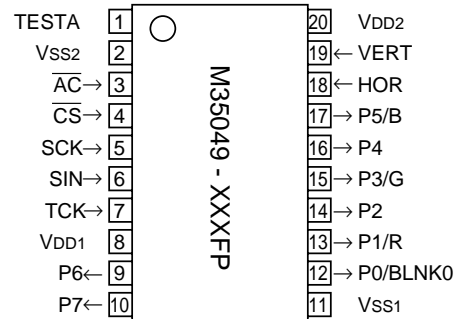 TESTA 1 20 VDD2
VSS2 2 19 ← VERT
A̅C̅ → 3 18 ← HOR
C̅S̅ → 4 17 → P5/B
SCK → 5 16 → P4
SIN → 6 15 → P3/G
TCK → 7 14 → P2
VDD1 8 13 → P1/R
P6 ← 9 12 → P0/BLNK0
P7 ← 10 11 VSS1
M35049 - XXXFP